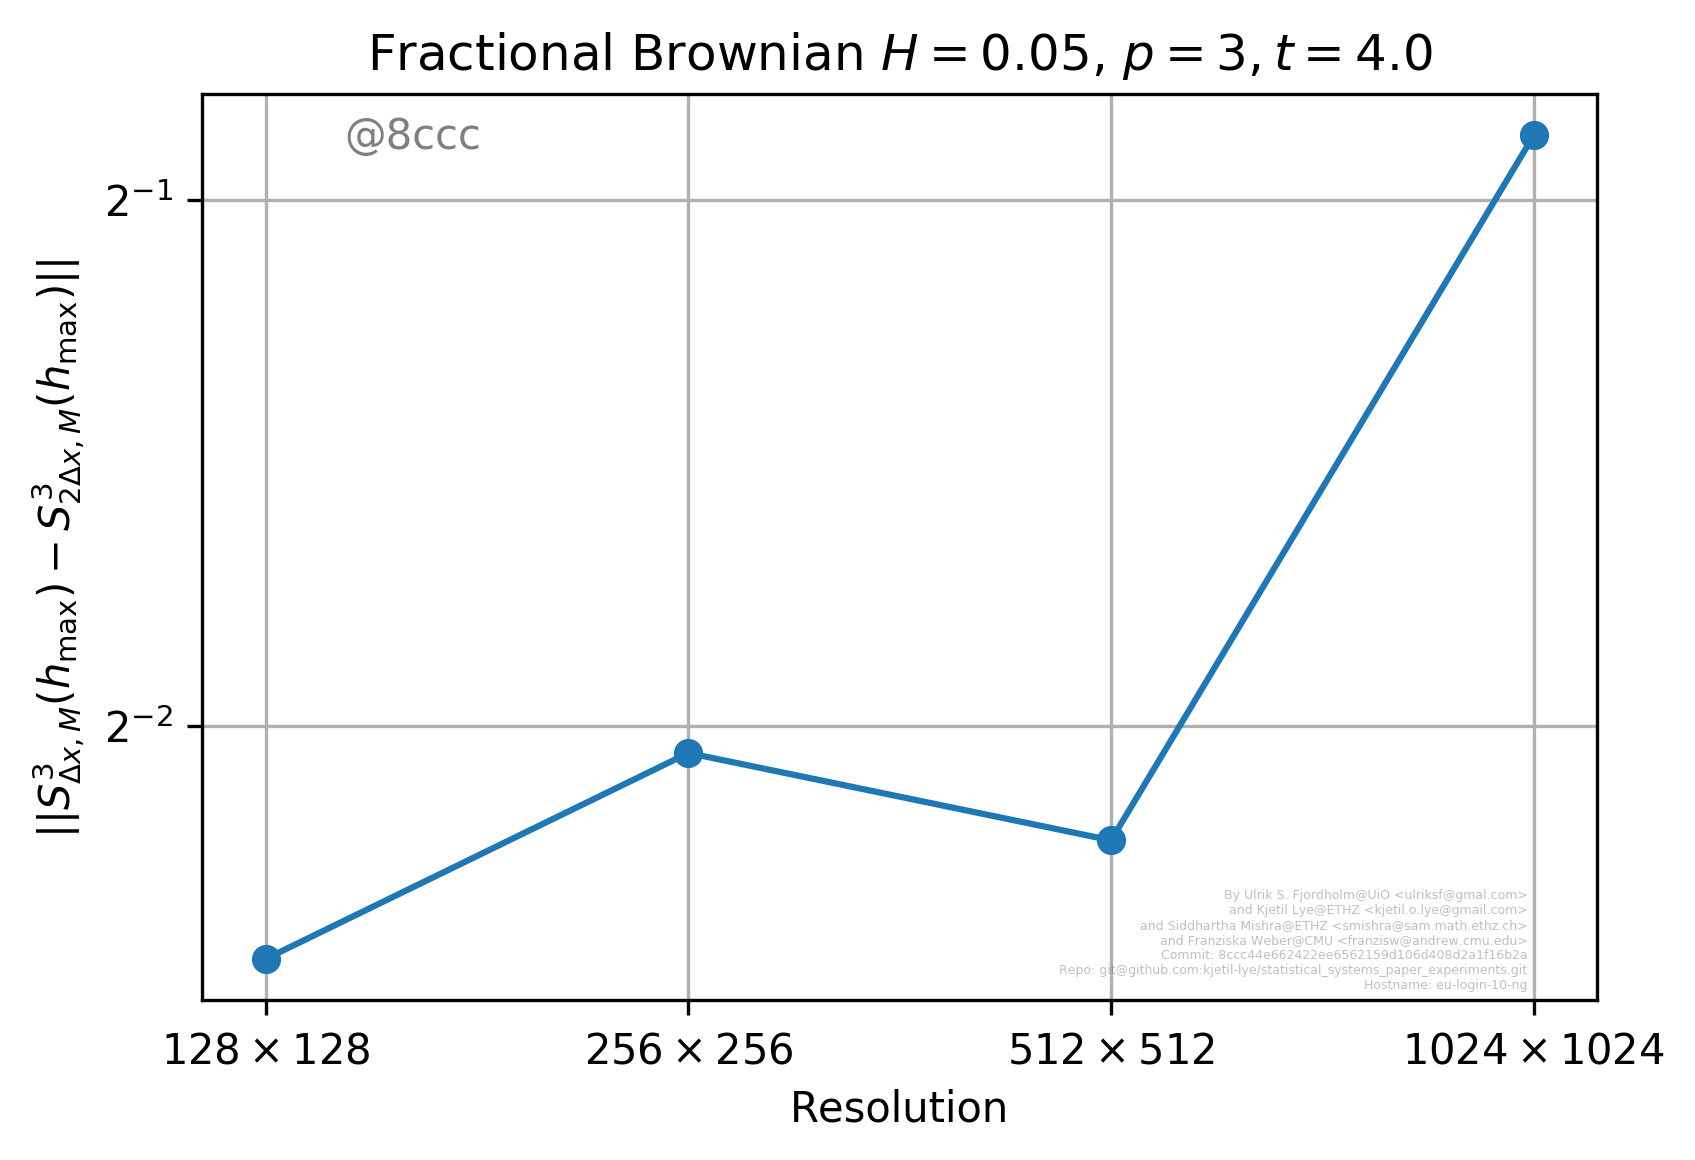 Fractional Brownian H = 0.05, p = 3, t = 4.0
@8ccc
2⁻¹
2⁻²
||S³_{Δx,M}(h_max) − S³_{2Δx,M}(h_max)||
By Ulrik S. Fjordholm@UiO <ulriksf@gmal.com>
and Kjetil Lye@ETHZ <kjetil.o.lye@gmail.com>
and Siddhartha Mishra@ETHZ <smishra@sam.math.ethz.ch>
and Franziska Weber@CMU <franzisw@andrew.cmu.edu>
Commit: 8ccc44e662422ee6562159d106d408d2a1f16b2a
Repo: git@github.com:kjetil-lye/statistical_systems_paper_experiments.git
Hostname: eu-login-10-ng
128 × 128 256 × 256 512 × 512 1024 × 1024
Resolution